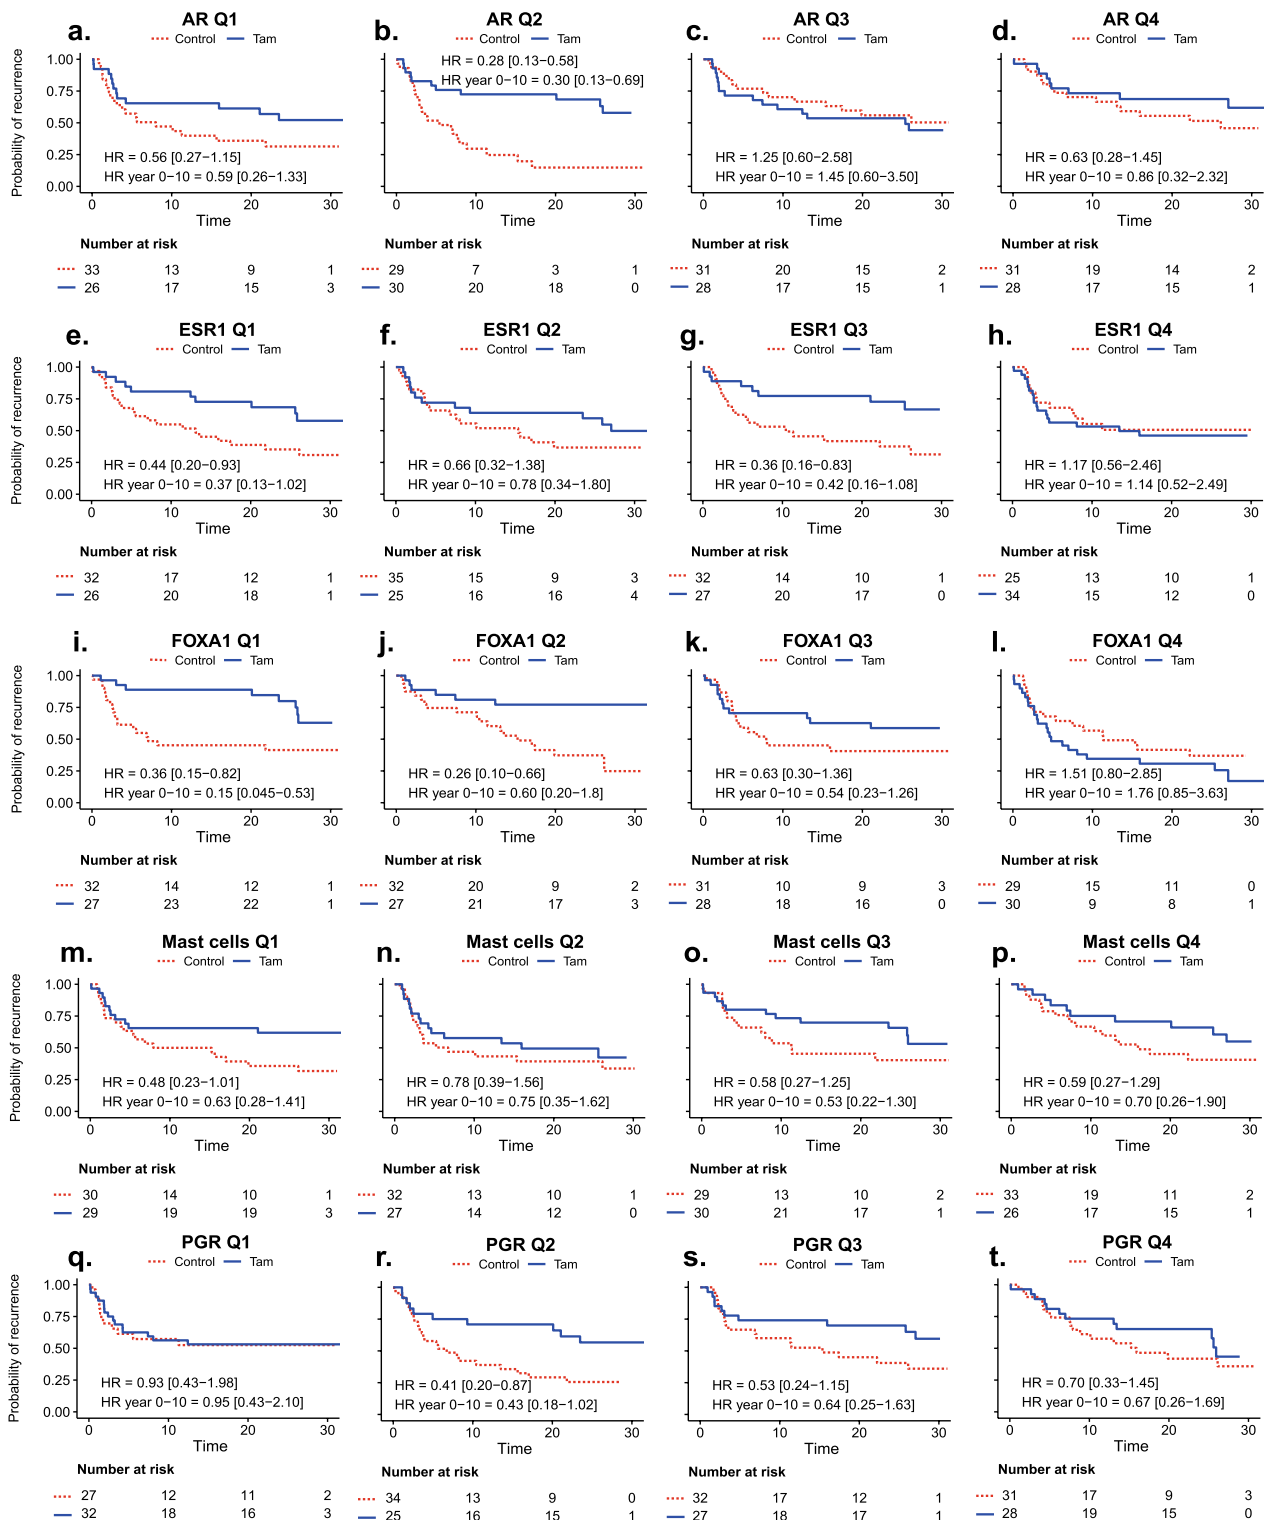 a. AR Q1
Control Tam
b. AR Q2
Control Tam
c. AR Q3
Control Tam
d. AR Q4
Control Tam
Probability of recurrence
1.00
0.75
0.50
0.25
0.00
HR = 0.56 [0.27−1.15]
HR year 0−10 = 0.59 [0.26−1.33]
0 10 20 30
Time
HR = 0.28 [0.13−0.58]
HR year 0−10 = 0.30 [0.13−0.69]
0 10 20 30
Time
HR = 1.25 [0.60−2.58]
HR year 0−10 = 1.45 [0.60−3.50]
0 10 20 30
Time
HR = 0.63 [0.28−1.45]
HR year 0−10 = 0.86 [0.32−2.32]
0 10 20 30
Time
Number at risk
33 13 9 1
26 17 15 3
Number at risk
29 7 3 1
30 20 18 0
Number at risk
31 20 15 2
28 17 15 1
Number at risk
31 19 14 2
28 17 15 1
e. ESR1 Q1
Control Tam
f. ESR1 Q2
Control Tam
g. ESR1 Q3
Control Tam
h. ESR1 Q4
Control Tam
Probability of recurrence
1.00
0.75
0.50
0.25
0.00
HR = 0.44 [0.20−0.93]
HR year 0−10 = 0.37 [0.13−1.02]
0 10 20 30
Time
HR = 0.66 [0.32−1.38]
HR year 0−10 = 0.78 [0.34−1.80]
0 10 20 30
Time
HR = 0.36 [0.16−0.83]
HR year 0−10 = 0.42 [0.16−1.08]
0 10 20 30
Time
HR = 1.17 [0.56−2.46]
HR year 0−10 = 1.14 [0.52−2.49]
0 10 20 30
Time
Number at risk
32 17 12 1
26 20 18 1
Number at risk
35 15 9 3
25 16 16 4
Number at risk
32 14 10 1
27 20 17 0
Number at risk
25 13 10 1
34 15 12 0
i. FOXA1 Q1
Control Tam
j. FOXA1 Q2
Control Tam
k. FOXA1 Q3
Control Tam
l. FOXA1 Q4
Control Tam
Probability of recurrence
1.00
0.75
0.50
0.25
0.00
HR = 0.36 [0.15−0.82]
HR year 0−10 = 0.15 [0.045−0.53]
0 10 20 30
Time
HR = 0.26 [0.10−0.66]
HR year 0−10 = 0.60 [0.20−1.8]
0 10 20 30
Time
HR = 0.63 [0.30−1.36]
HR year 0−10 = 0.54 [0.23−1.26]
0 10 20 30
Time
HR = 1.51 [0.80−2.85]
HR year 0−10 = 1.76 [0.85−3.63]
0 10 20 30
Time
Number at risk
32 14 12 1
27 23 22 1
Number at risk
32 20 9 2
27 21 17 3
Number at risk
31 10 9 3
28 18 16 0
Number at risk
29 15 11 0
30 9 8 1
m. Mast cells Q1
Control Tam
n. Mast cells Q2
Control Tam
o. Mast cells Q3
Control Tam
p. Mast cells Q4
Control Tam
Probability of recurrence
1.00
0.75
0.50
0.25
0.00
HR = 0.48 [0.23−1.01]
HR year 0−10 = 0.63 [0.28−1.41]
0 10 20 30
Time
HR = 0.78 [0.39−1.56]
HR year 0−10 = 0.75 [0.35−1.62]
0 10 20 30
Time
HR = 0.58 [0.27−1.25]
HR year 0−10 = 0.53 [0.22−1.30]
0 10 20 30
Time
HR = 0.59 [0.27−1.29]
HR year 0−10 = 0.70 [0.26−1.90]
0 10 20 30
Time
Number at risk
30 14 10 1
29 19 19 3
Number at risk
32 13 10 1
27 14 12 0
Number at risk
29 13 10 2
30 21 17 1
Number at risk
33 19 11 2
26 17 15 1
q. PGR Q1
Control Tam
r. PGR Q2
Control Tam
s. PGR Q3
Control Tam
t. PGR Q4
Control Tam
Probability of recurrence
1.00
0.75
0.50
0.25
0.00
HR = 0.93 [0.43−1.98]
HR year 0−10 = 0.95 [0.43−2.10]
0 10 20 30
Time
HR = 0.41 [0.20−0.87]
HR year 0−10 = 0.43 [0.18−1.02]
0 10 20 30
Time
HR = 0.53 [0.24−1.15]
HR year 0−10 = 0.64 [0.25−1.63]
0 10 20 30
Time
HR = 0.70 [0.33−1.45]
HR year 0−10 = 0.67 [0.26−1.69]
0 10 20 30
Time
Number at risk
27 12 11 2
32 18 16 3
Number at risk
34 13 9 0
25 16 15 1
Number at risk
32 17 12 1
27 18 17 1
Number at risk
31 17 9 3
28 19 15 0